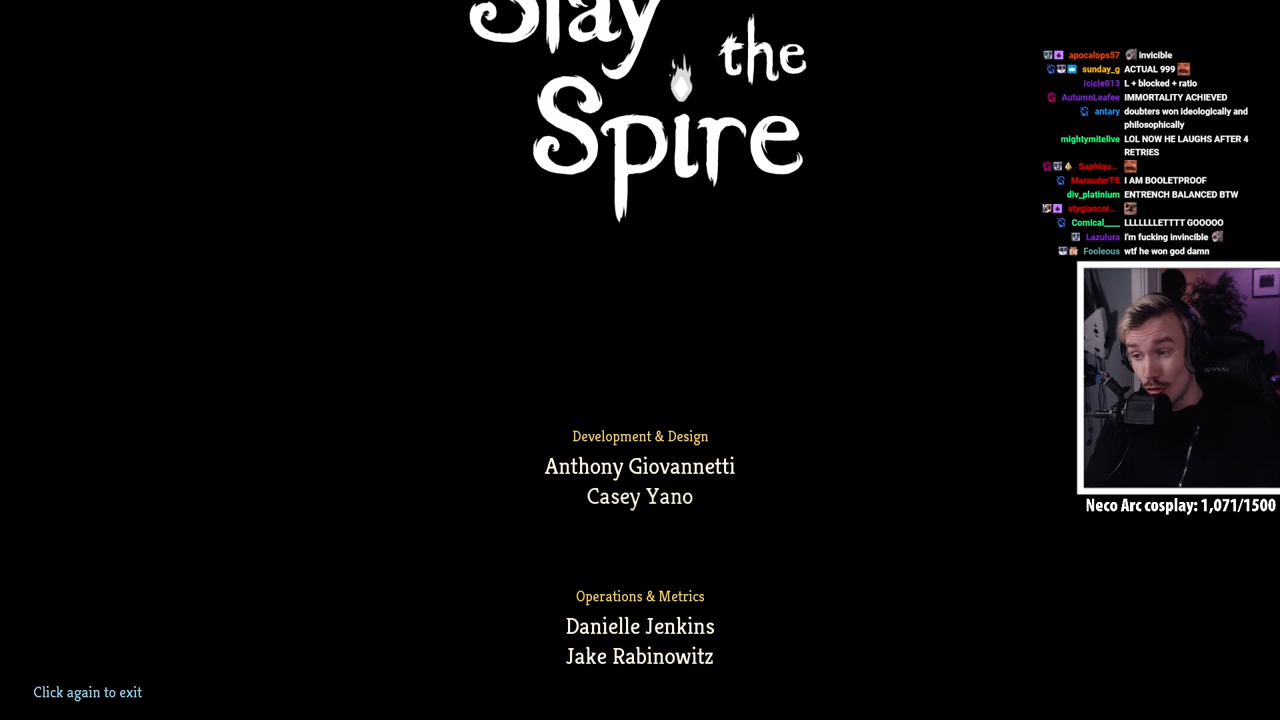 Slay
the
Spire
Development & Design
Anthony Giovannetti
Casey Yano
Operations & Metrics
Danielle Jenkins
Jake Rabinowitz
Click again to exit
apocalops57 invicible
sunday_g ACTUAL 999
icicle013 L + blocked + ratio
AutumnLeafee IMMORTALITY ACHIEVED
antary doubters won ideologically and
philosophically
mightymitelive LOL NOW HE LAUGHS AFTER 4
RETRIES
Saphiqu...
MarauderTS I AM BOOLETPROOF
div_platinium ENTRENCH BALANCED BTW
stygiancoi...
Comical____ LLLLLLLETTTT GOOOOO
Lazulura I'm fucking invincible
Fooleous wtf he won god damn
Neco Arc cosplay: 1,071/1500